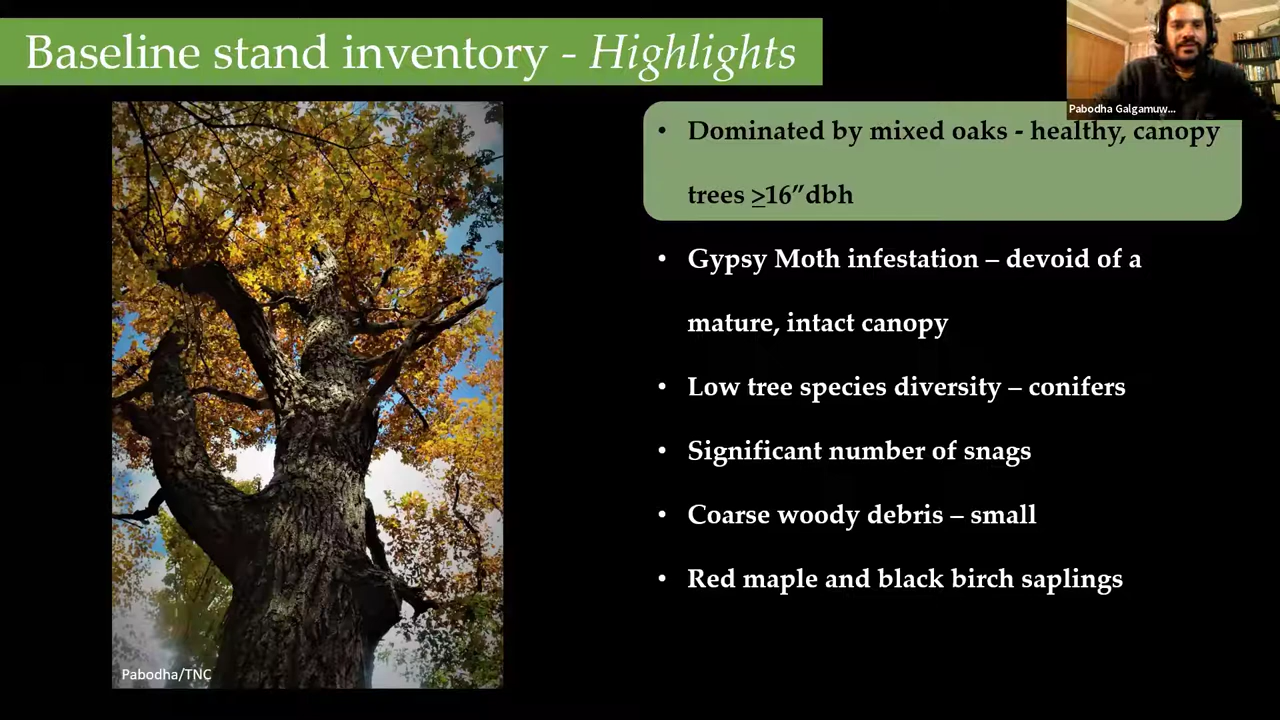 Baseline stand inventory - Highlights
Pabodha Galgamuw...
• Dominated by mixed oaks - healthy, canopy
trees >16”dbh
• Gypsy Moth infestation – devoid of a
mature, intact canopy
• Low tree species diversity – conifers
• Significant number of snags
• Coarse woody debris – small
• Red maple and black birch saplings
Pabodha/TNC